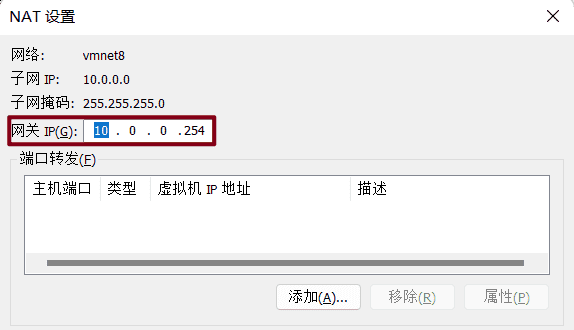 NAT 设置
网络: vmnet8
子网 IP: 10.0.0.0
子网掩码: 255.255.255.0
网关 IP(G): 10 . 0 . 0 .254
端口转发(F)
主机端口 类型 虚拟机 IP 地址 描述
添加(A)... 移除(R) 属性(P)